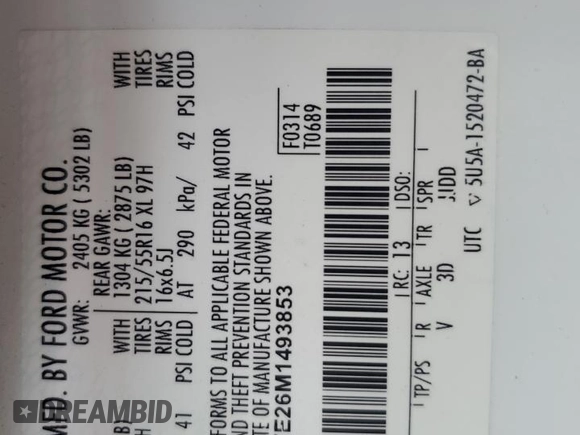 MFD. BY FORD MOTOR CO.
GVWR: 2405 KG ( 5302 LB)
REAR GAWR:
1304 KG ( 2875 LB) WITH
215/55R16 XL 97H TIRES
16x6.5J RIMS
AT 290 kPa/ 42 PSI COLD
WITH
TIRES
RIMS
41 PSI COLD
FORMS TO ALL APPLICABLE FEDERAL MOTOR
ND THEFT PREVENTION STANDARDS IN
TE OF MANUFACTURE SHOWN ABOVE.
F0314
T0689
E26M1493853
RC: 13 DSO:
TP/PS R AXLE TR SPR
V 3D
UTC ▽ 5U5A-1520472-BA
DREAMBID